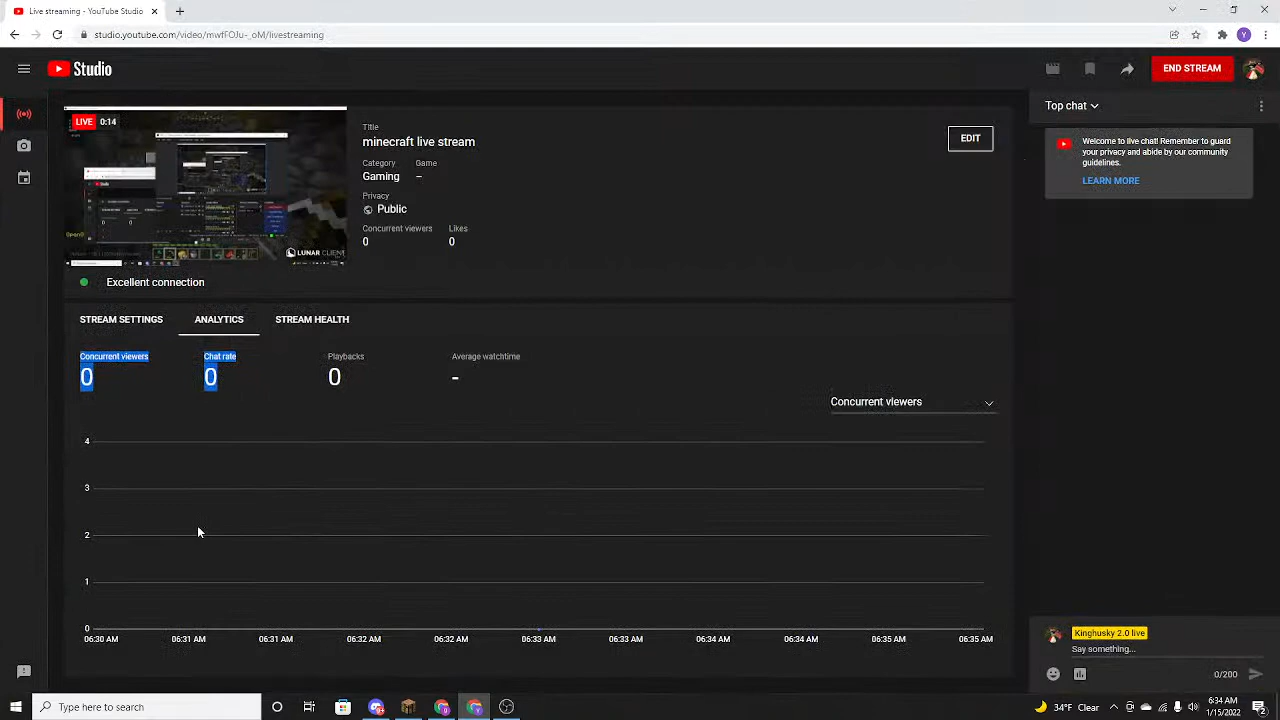 Live streaming - YouTube Studio
studio.youtube.com/video/mwfFOJu-_oM/livestreaming
Studio
END STREAM
LIVE 0:14
Title
minecraft live stream
EDIT
Category Game
Gaming –
Privacy
Public
Concurrent viewers Likes
0 0
LUNAR CLIENT
Excellent connection
STREAM SETTINGS ANALYTICS STREAM HEALTH
Concurrent viewers Chat rate Playbacks Average watchtime
0 0 0 –
Concurrent viewers
4
3
2
1
0
06:30 AM 06:31 AM 06:31 AM 06:32 AM 06:32 AM 06:33 AM 06:33 AM 06:34 AM 06:34 AM 06:35 AM 06:35 AM
Top chat
Welcome to live chat! Remember to guard
your privacy and abide by our community
guidelines.
LEARN MORE
Kinghusky 2.0 live
Say something...
0/200
Type here to search
34°F Clear
6:34 AM
1/15/2022